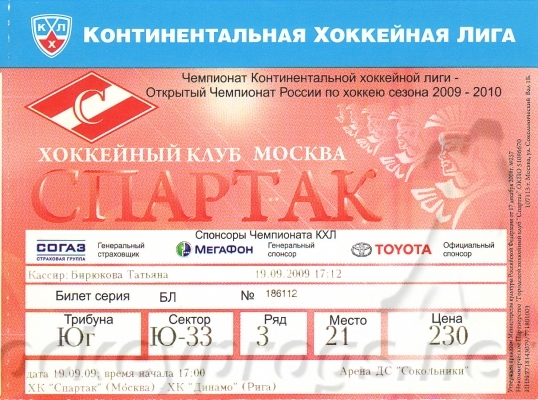 КХЛ
КОНТИНЕНТАЛЬНАЯ ХОККЕЙНАЯ ЛИГА
Чемпионат Континентальной хоккейной лиги -
Открытый Чемпионат России по хоккею сезона 2009 - 2010
С
ХОККЕЙНЫЙ КЛУБ МОСКВА
СПАРТАК
Спонсоры Чемпионата КХЛ
СОГАЗ
СТРАХОВАЯ ГРУППА
Генеральный
страховщик
МЕГАФОН
Генеральный
спонсор
TOYOTA
Официальный
спонсор
Кассир: Бирюкова Татьяна 19.09.2009 17:12
Билет серия БЛ № 186112
Трибуна Сектор Ряд Место Цена
Юг Ю-33 3 21 230
дата 19.09.09, время начала 17:00 Арена ДС "Сокольники"
ХК "Спартак" (Москва) - ХК "Динамо" (Рига)